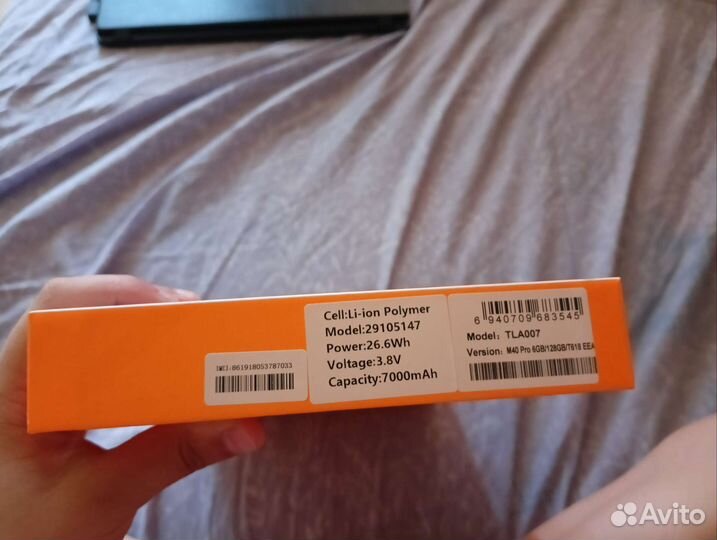 IMEI:861918053787033
Cell:Li-ion Polymer
Model:29105147
Power:26.6Wh
Voltage:3.8V
Capacity:7000mAh
6 940709 683545
Model: TLA007
Version: M40 Pro 6GB/128GB/T618 EEA
Avito